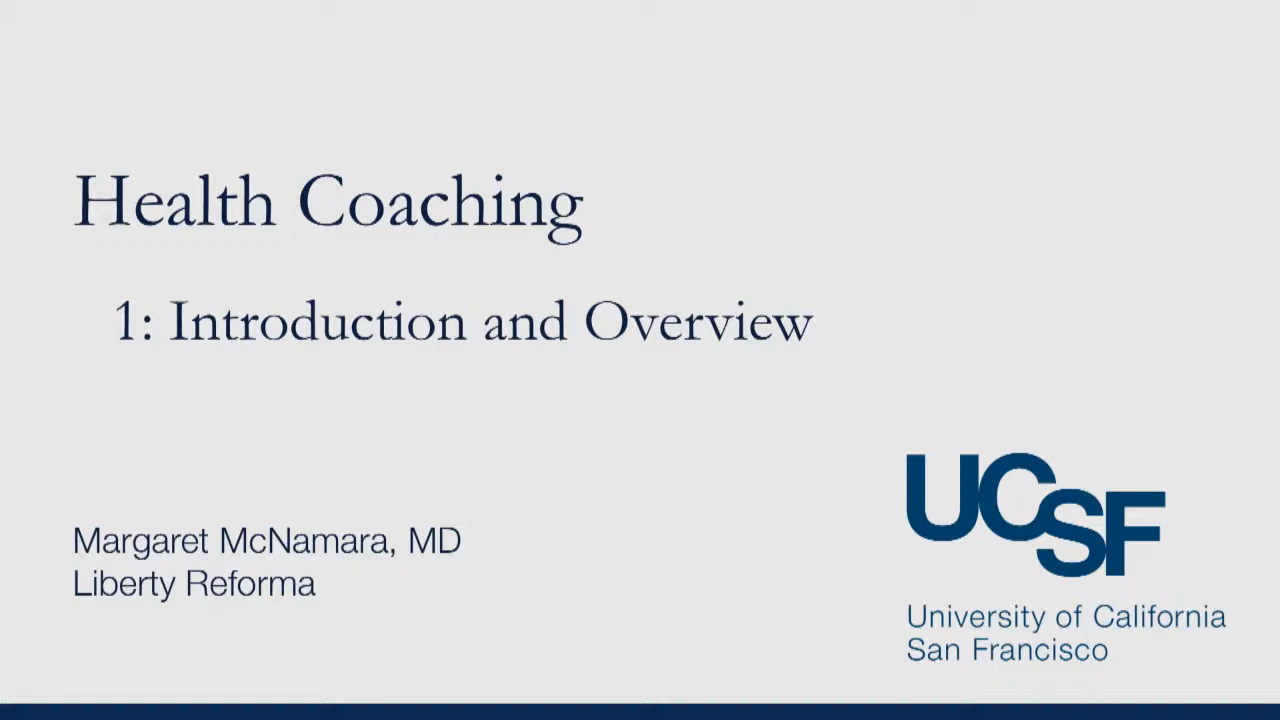 Health Coaching
1: Introduction and Overview
Margaret McNamara, MD
Liberty Reforma
UCSF
University of California
San Francisco